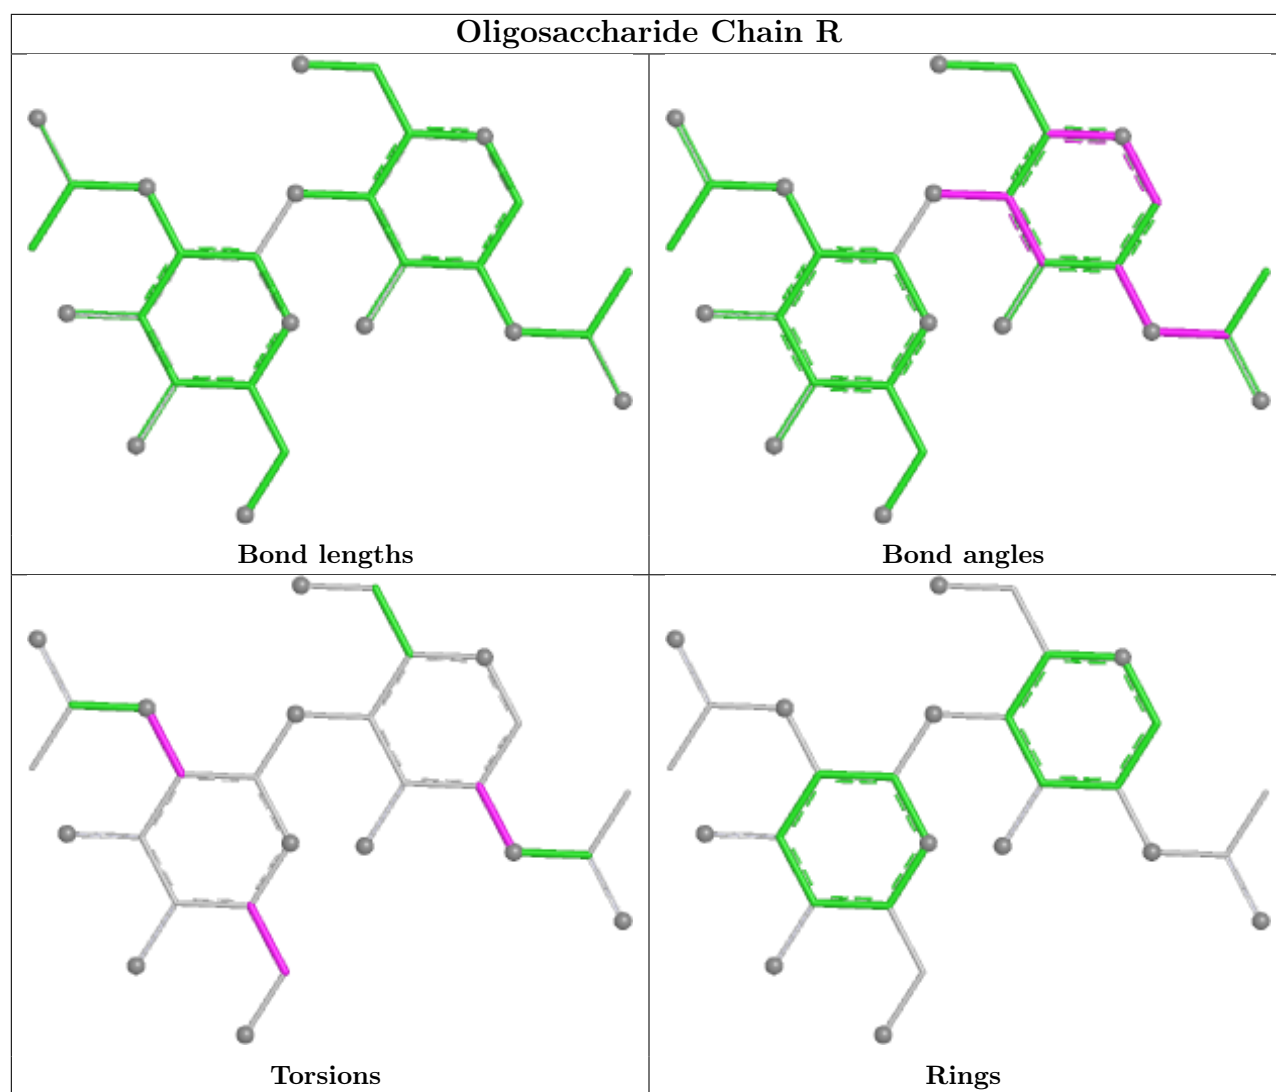 Oligosaccharide Chain R
Bond lengths
Bond angles
Torsions
Rings